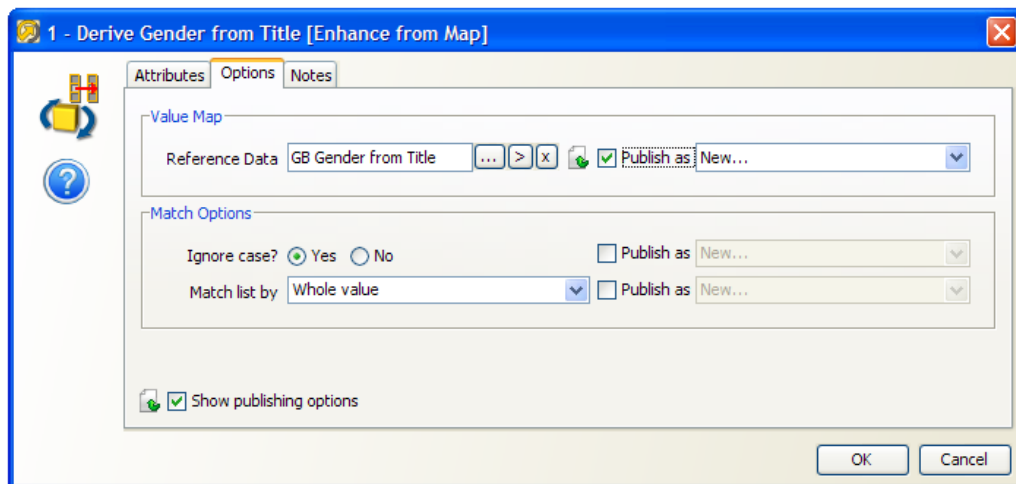 1 - Derive Gender from Title [Enhance from Map]
Attributes Options Notes
Value Map
Reference Data GB Gender from Title ... > x Publish as New...
Match Options
Ignore case? Yes No Publish as New...
Match list by Whole value Publish as New...
Show publishing options
OK Cancel